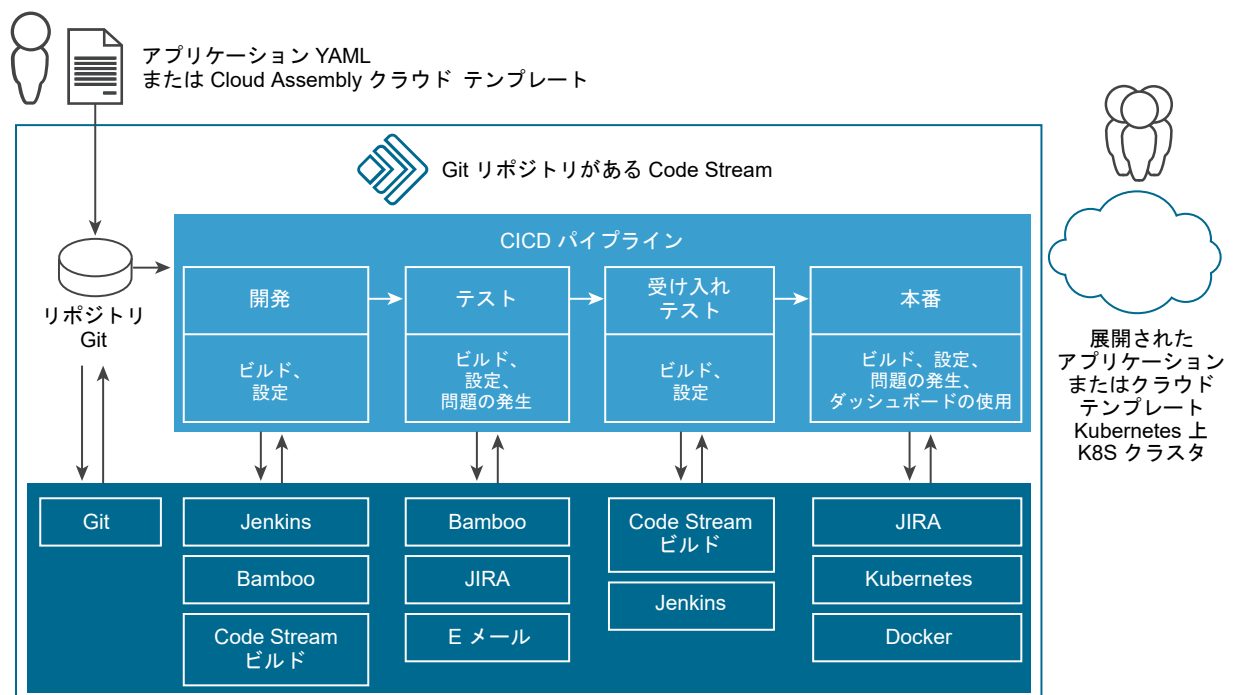 アプリケーション YAML
または Cloud Assembly クラウド テンプレート
Git リポジトリがある Code Stream
CICD パイプライン
リポジトリ
Git
開発
ビルド、
設定
テスト
ビルド、
設定、
問題の発生
受け入れ
テスト
ビルド、
設定
本番
ビルド、設定、
問題の発生、
ダッシュボードの使用
展開された
アプリケーション
またはクラウド
テンプレート
Kubernetes 上
K8S クラスタ
Git
Jenkins
Bamboo
Code Stream
ビルド
Bamboo
JIRA
E メール
Code Stream
ビルド
Jenkins
JIRA
Kubernetes
Docker